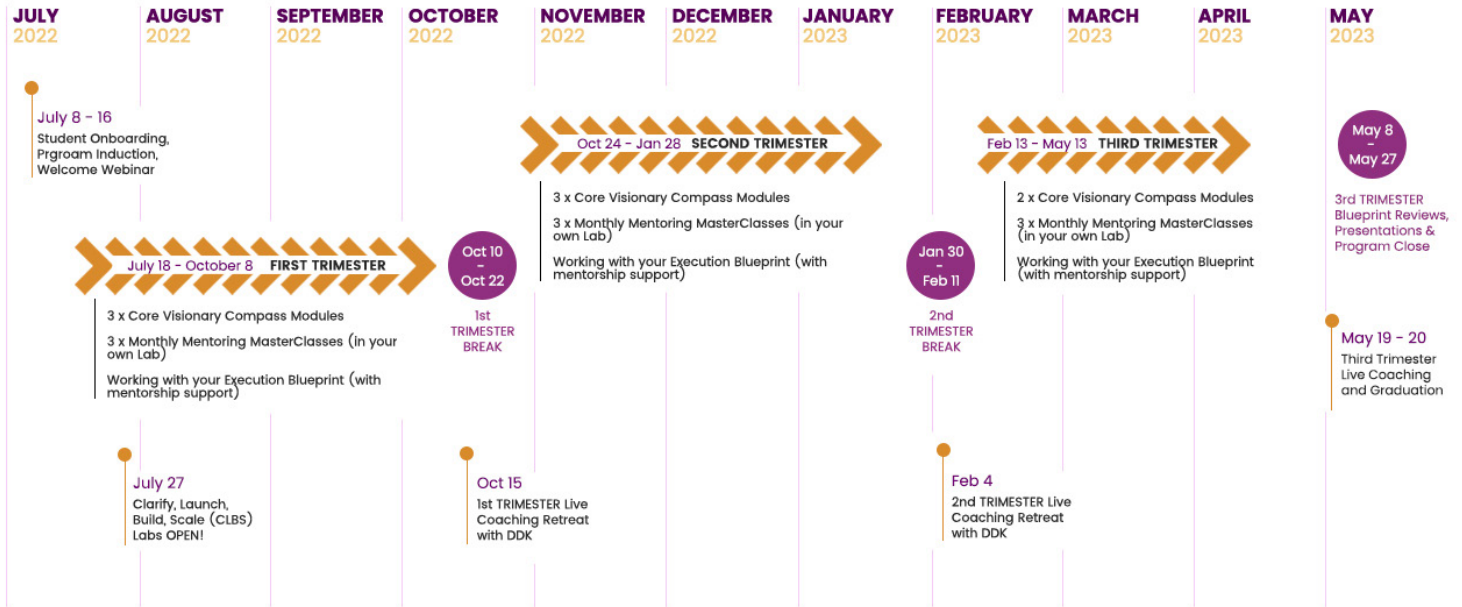 JULY
2022
AUGUST
2022
SEPTEMBER
2022
OCTOBER
2022
NOVEMBER
2022
DECEMBER
2022
JANUARY
2023
FEBRUARY
2023
MARCH
2023
APRIL
2023
MAY
2023
July 8 - 16
Student Onboarding,
Prgroam Induction,
Welcome Webinar
July 18 - October 8 FIRST TRIMESTER
3 x Core Visionary Compass Modules
3 x Monthly Mentoring MasterClasses (in your
own Lab)
Working with your Execution Blueprint (with
mentorship support)
July 27
Clarify, Launch,
Build, Scale (CLBS)
Labs OPEN!
Oct 10
-
Oct 22
1st
TRIMESTER
BREAK
Oct 15
1st TRIMESTER Live
Coaching Retreat
with DDK
Oct 24 - Jan 28 SECOND TRIMESTER
3 x Core Visionary Compass Modules
3 x Monthly Mentoring MasterClasses (in your
own Lab)
Working with your Execution Blueprint (with
mentorship support)
Jan 30
-
Feb 11
2nd
TRIMESTER
BREAK
Feb 4
2nd TRIMESTER Live
Coaching Retreat
with DDK
Feb 13 - May 13 THIRD TRIMESTER
2 x Core Visionary Compass Modules
3 x Monthly Mentoring MasterClasses
(in your own Lab)
Working with your Execution Blueprint
(with mentorship support)
May 8
-
May 27
3rd TRIMESTER
Blueprint Reviews,
Presentations &
Program Close
May 19 - 20
Third Trimester
Live Coaching
and Graduation